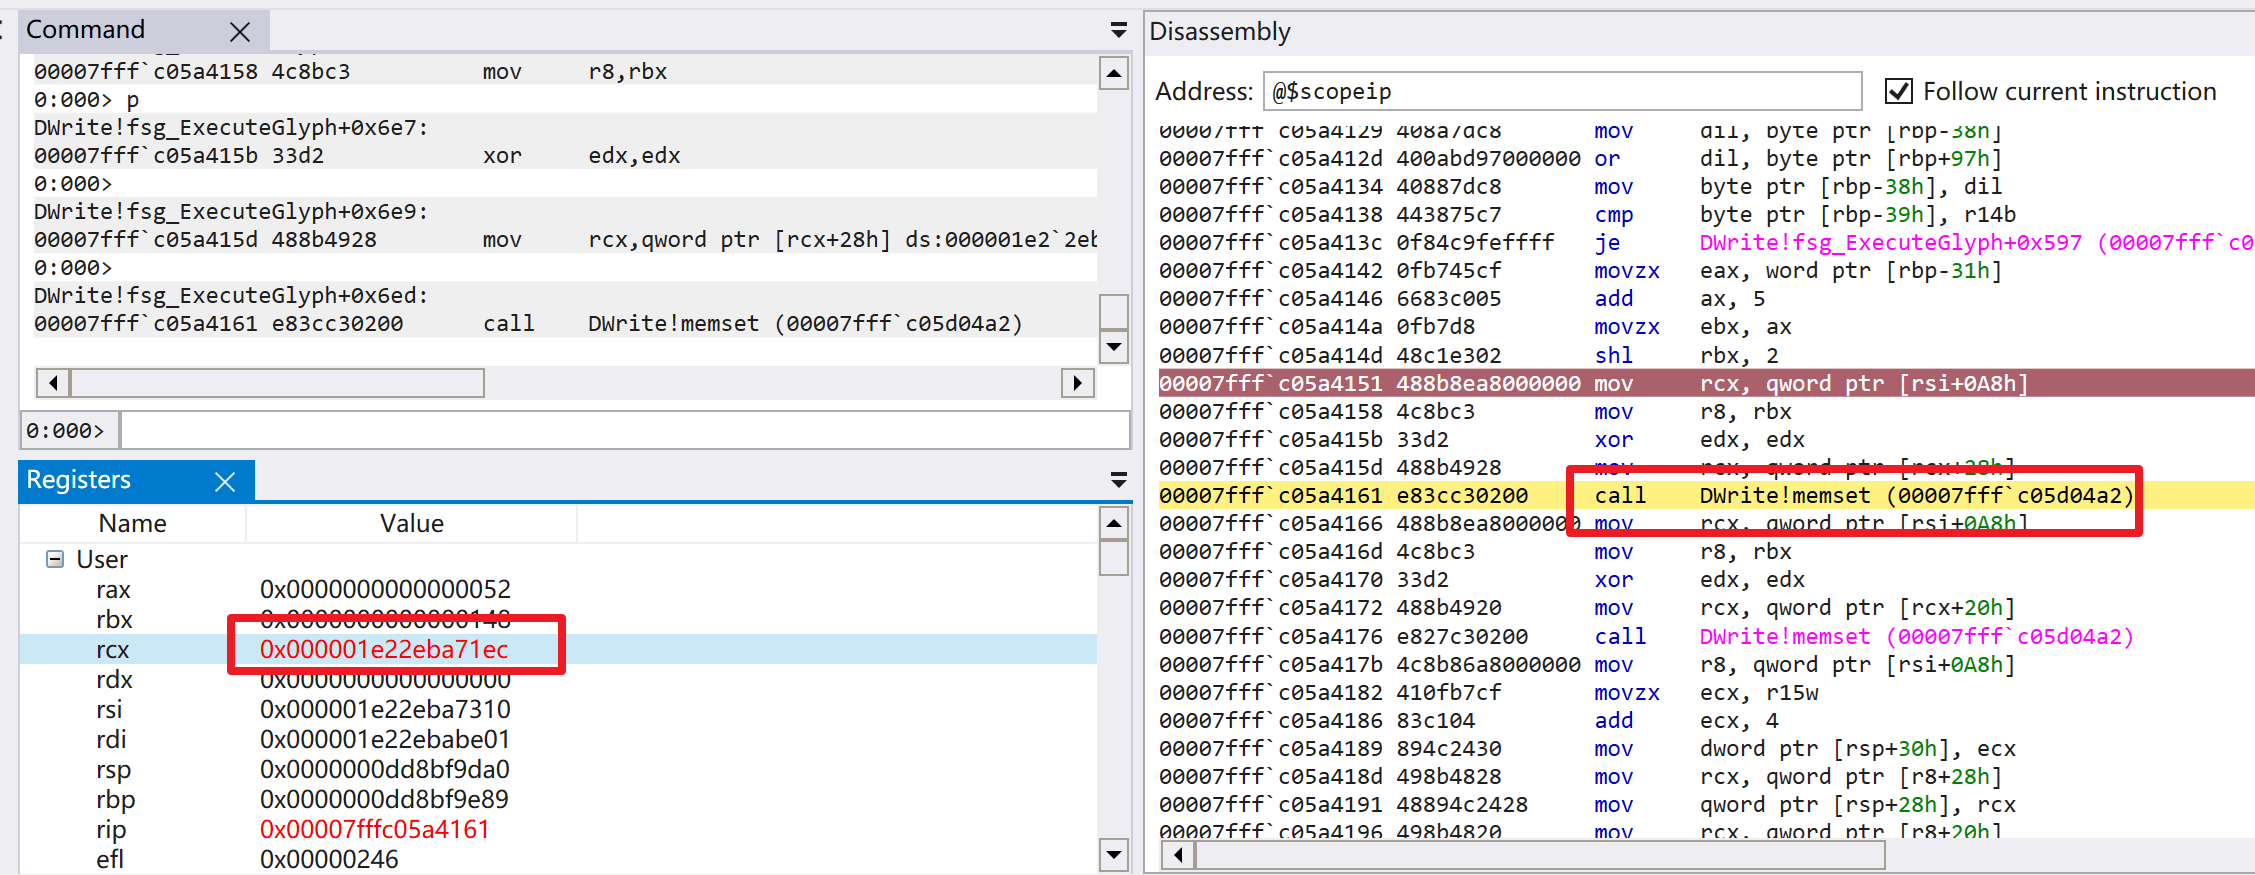 Command
00007fff`c05a4158 4c8bc3 mov r8,rbx
0:000> p
DWrite!fsg_ExecuteGlyph+0x6e7:
00007fff`c05a415b 33d2 xor edx,edx
0:000>
DWrite!fsg_ExecuteGlyph+0x6e9:
00007fff`c05a415d 488b4928 mov rcx,qword ptr [rcx+28h] ds:000001e2`2eb
0:000>
DWrite!fsg_ExecuteGlyph+0x6ed:
00007fff`c05a4161 e83cc30200 call DWrite!memset (00007fff`c05d04a2)
0:000>
Registers
Name Value
User
rax 0x0000000000000052
rbx 0x0000000000000148
rcx 0x000001e22eba71ec
rdx 0x0000000000000000
rsi 0x000001e22eba7310
rdi 0x000001e22ebabe01
rsp 0x0000000dd8bf9da0
rbp 0x0000000dd8bf9e89
rip 0x00007fffc05a4161
efl 0x00000246
Disassembly
Address: @$scopeip Follow current instruction
00007fff`c05a4129 408a7dc8 mov dil, byte ptr [rbp-38h]
00007fff`c05a412d 400abd97000000 or dil, byte ptr [rbp+97h]
00007fff`c05a4134 40887dc8 mov byte ptr [rbp-38h], dil
00007fff`c05a4138 443875c7 cmp byte ptr [rbp-39h], r14b
00007fff`c05a413c 0f84c9feffff je DWrite!fsg_ExecuteGlyph+0x597 (00007fff`c0
00007fff`c05a4142 0fb745cf movzx eax, word ptr [rbp-31h]
00007fff`c05a4146 6683c005 add ax, 5
00007fff`c05a414a 0fb7d8 movzx ebx, ax
00007fff`c05a414d 48c1e302 shl rbx, 2
00007fff`c05a4151 488b8ea8000000 mov rcx, qword ptr [rsi+0A8h]
00007fff`c05a4158 4c8bc3 mov r8, rbx
00007fff`c05a415b 33d2 xor edx, edx
00007fff`c05a415d 488b4928 mov rcx, qword ptr [rcx+28h]
00007fff`c05a4161 e83cc30200 call DWrite!memset (00007fff`c05d04a2)
00007fff`c05a4166 488b8ea8000000 mov rcx, qword ptr [rsi+0A8h]
00007fff`c05a416d 4c8bc3 mov r8, rbx
00007fff`c05a4170 33d2 xor edx, edx
00007fff`c05a4172 488b4920 mov rcx, qword ptr [rcx+20h]
00007fff`c05a4176 e827c30200 call DWrite!memset (00007fff`c05d04a2)
00007fff`c05a417b 4c8b86a8000000 mov r8, qword ptr [rsi+0A8h]
00007fff`c05a4182 410fb7cf movzx ecx, r15w
00007fff`c05a4186 83c104 add ecx, 4
00007fff`c05a4189 894c2430 mov dword ptr [rsp+30h], ecx
00007fff`c05a418d 498b4828 mov rcx, qword ptr [r8+28h]
00007fff`c05a4191 48894c2428 mov qword ptr [rsp+28h], rcx
00007fff`c05a4196 498b4820 mov rcx, qword ptr [r8+20h]